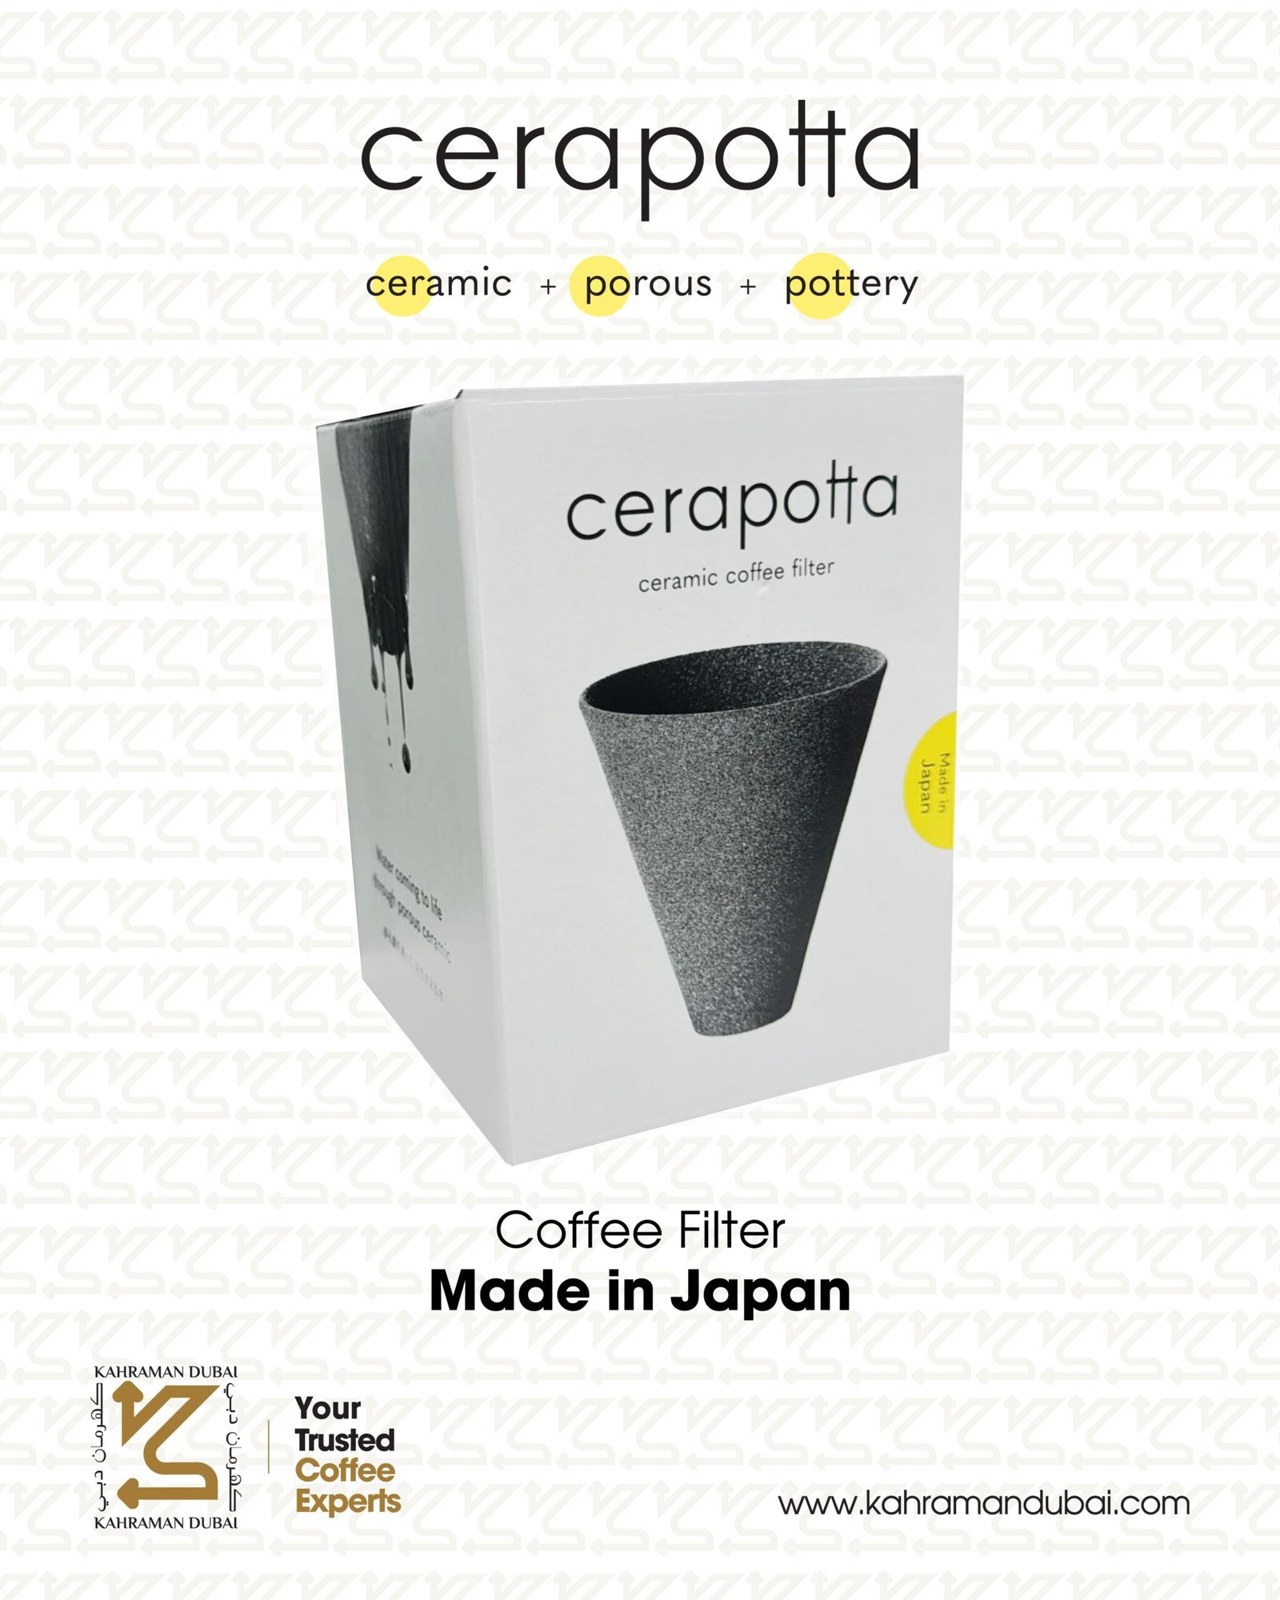 cerapotta
ceramic + porous + pottery
cerapotta
ceramic coffee filter
Made in
Japan
Water coming to life
through porous ceramic
Coffee Filter
Made in Japan
KAHRAMAN DUBAI
كهرمان دبي
كهرمان دبي
KAHRAMAN DUBAI
Your
Trusted
Coffee
Experts
www.kahramandubai.com